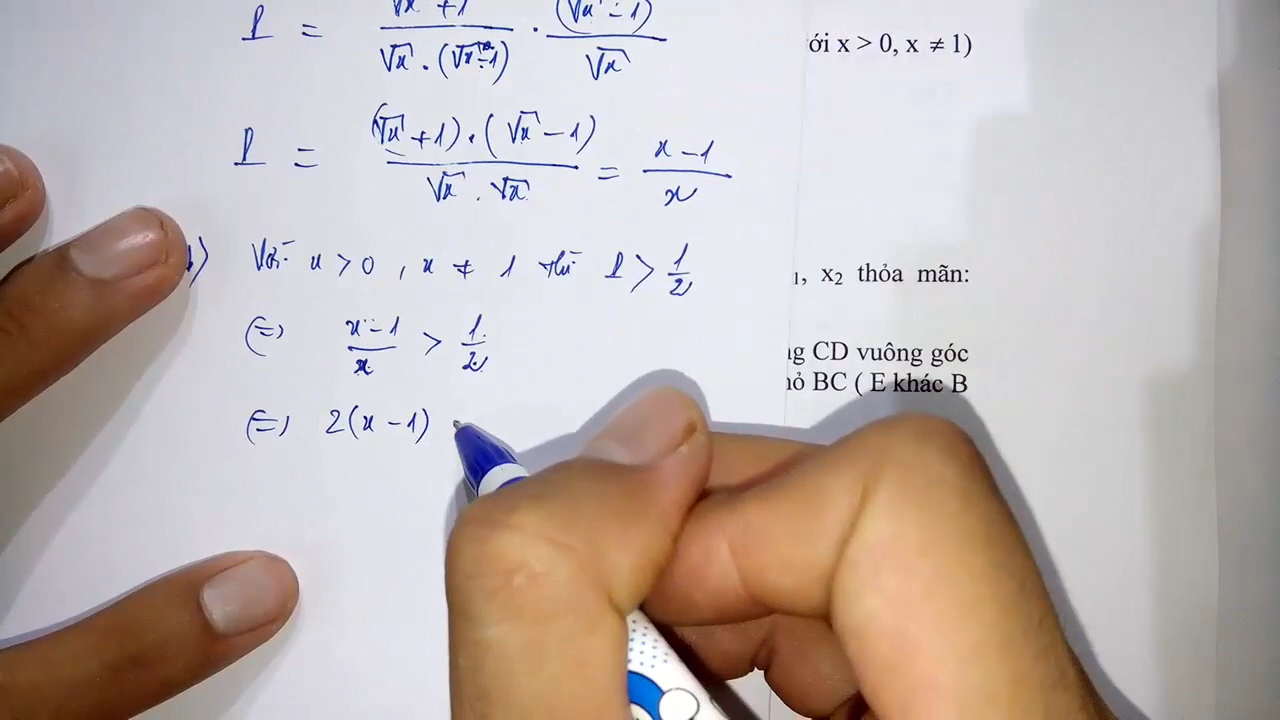 P = √x + 1 / √x . (√x - 1) . (√x - 1) / √x
ới x > 0, x ≠ 1)
P = (√x + 1) . (√x - 1) / √x . √x = x - 1 / x
Với x > 0 , x ≠ 1 thì P > 1/2
₁, x₂ thỏa mãn:
(=) x - 1 / x > 1/2
g CD vuông góc
ỏ BC ( E khác B
(=) 2(x - 1)